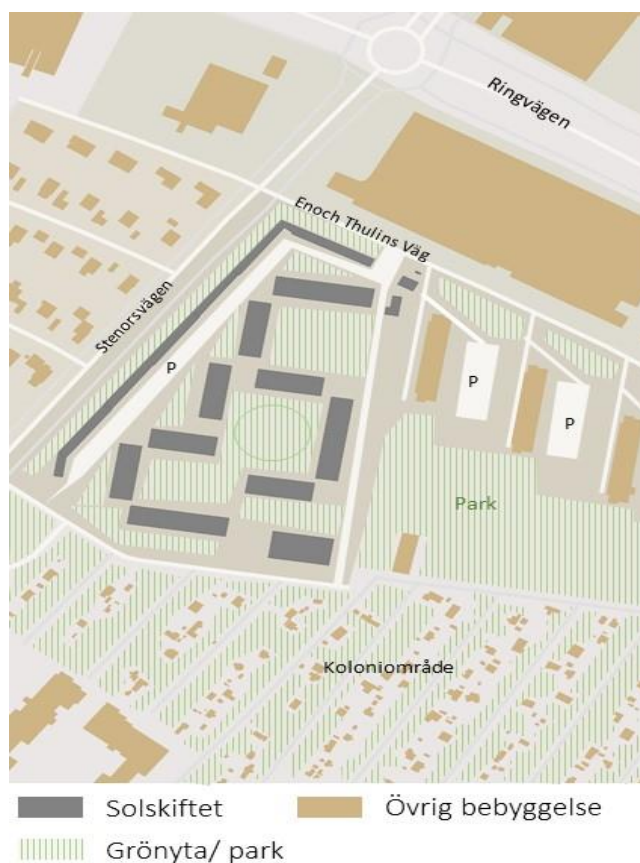 Ringvägen
Enoch Thulins Väg
Stenorsvägen
P
P
P
Park
Koloniområde
Solskiftet
Övrig bebyggelse
Grönyta/ park